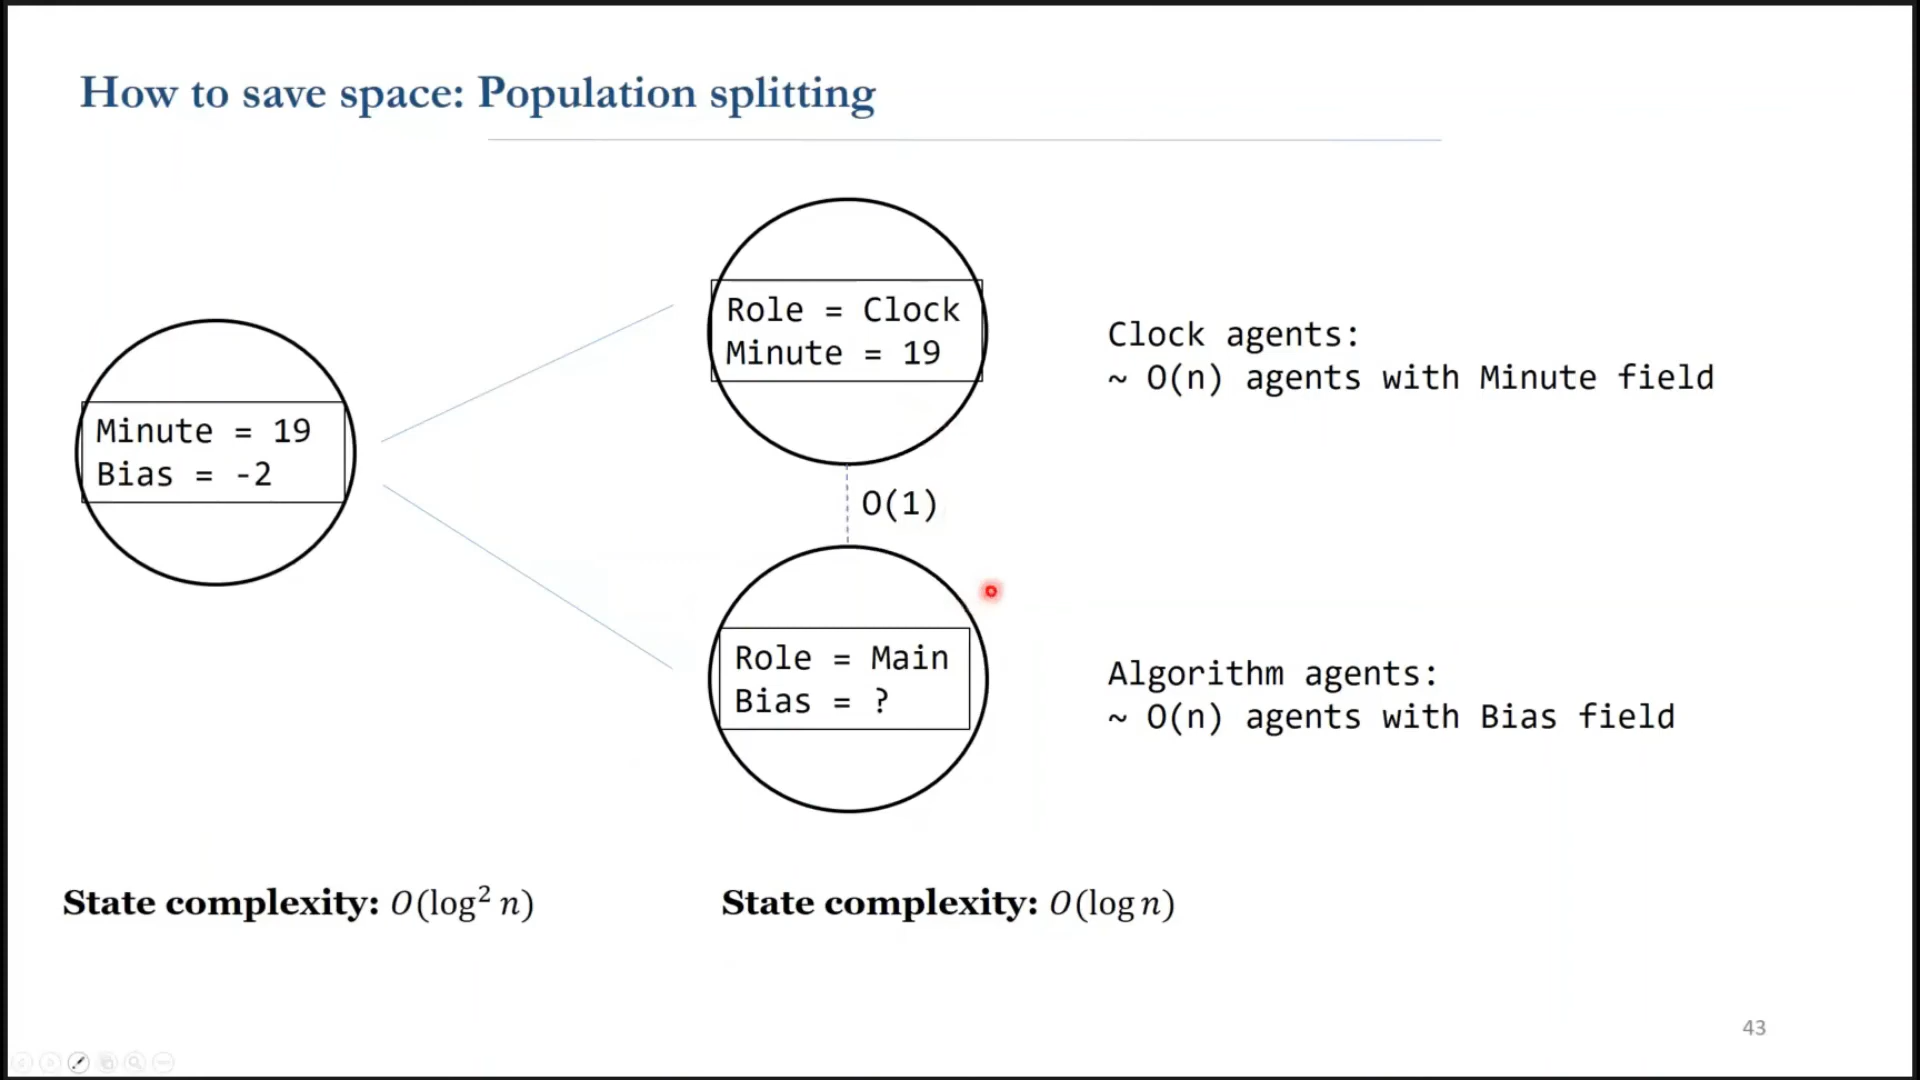 How to save space: Population splitting
Role = Clock
Minute = 19
Clock agents:
~ O(n) agents with Minute field
Minute = 19
Bias = -2
O(1)
Role = Main
Bias = ?
Algorithm agents:
~ O(n) agents with Bias field
State complexity: O(log² n)
State complexity: O(log n)
43